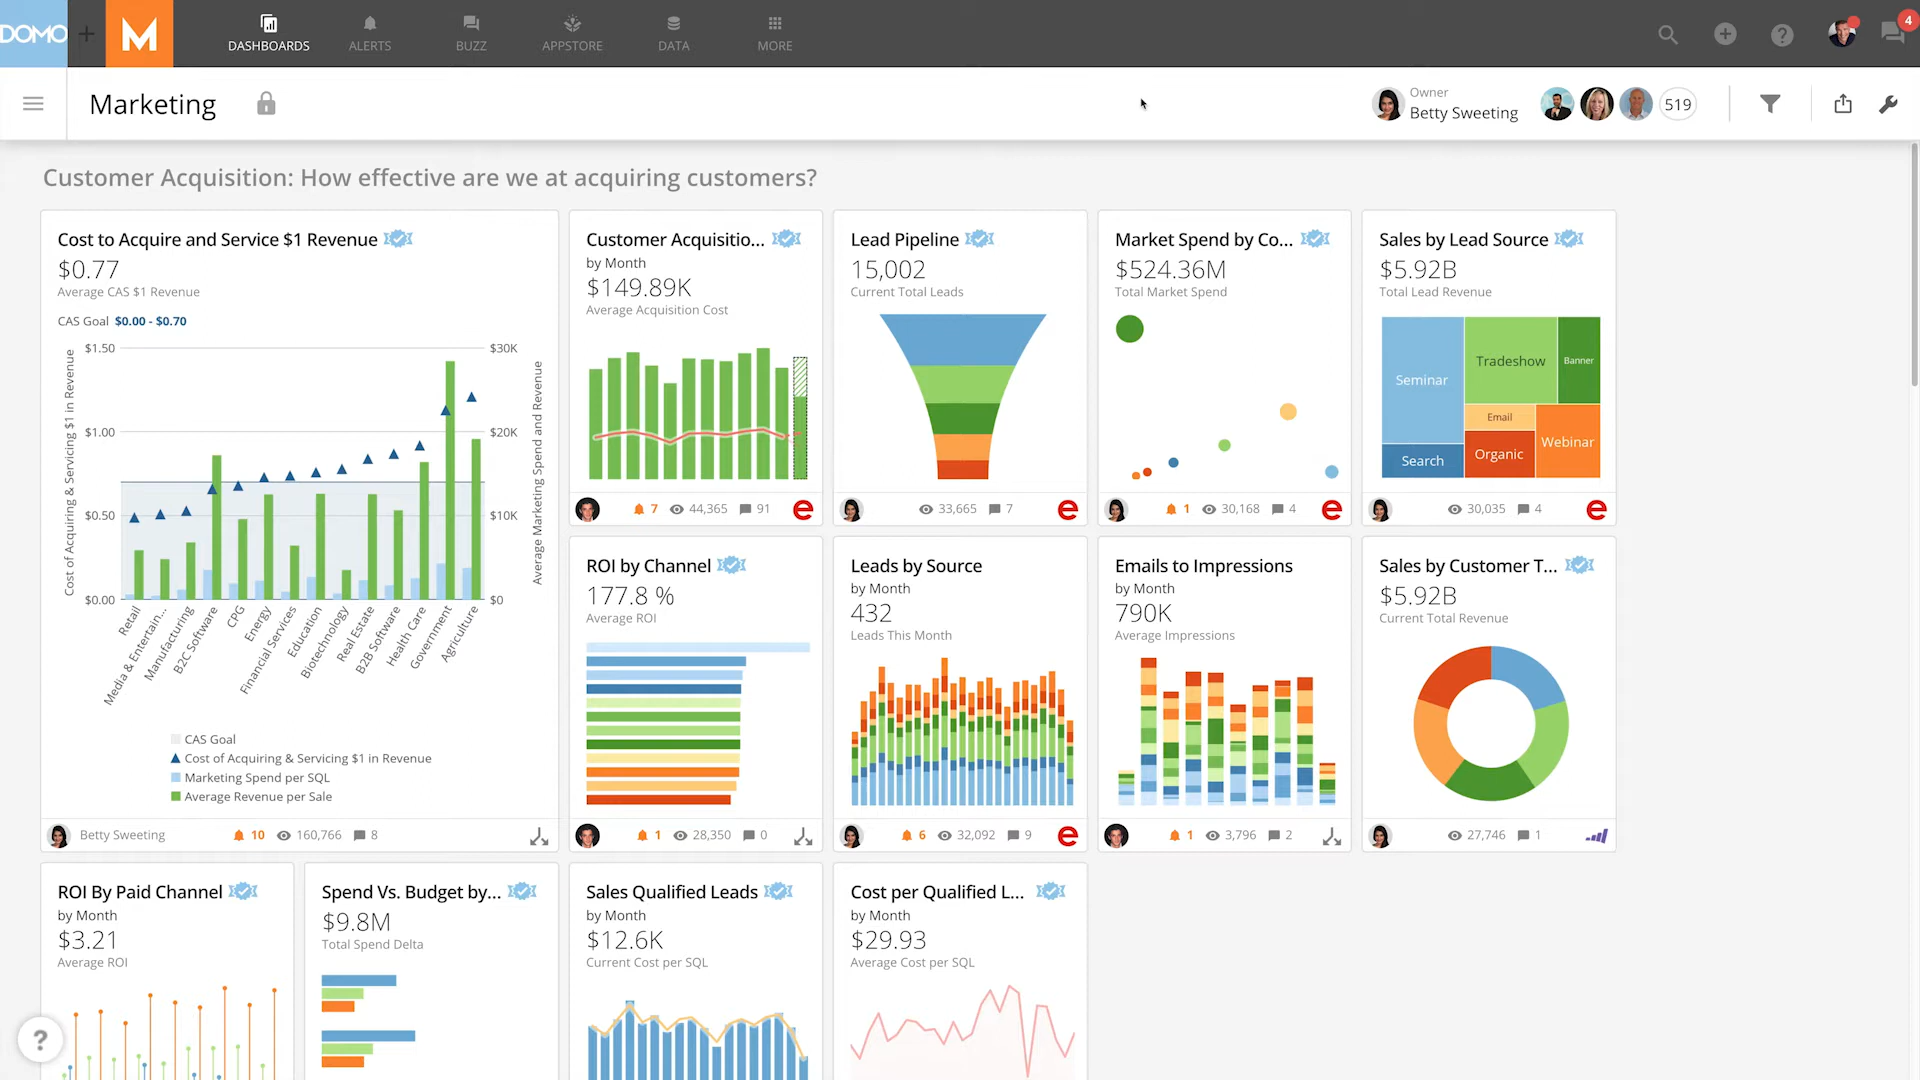 DOMO
M
DASHBOARDS
ALERTS
BUZZ
APPSTORE
DATA
MORE
4
Marketing
Owner
Betty Sweeting
519
Customer Acquisition: How effective are we at acquiring customers?
Cost to Acquire and Service $1 Revenue
$0.77
Average CAS $1 Revenue
CAS Goal $0.00 - $0.70
Cost of Acquiring & Servicing $1 in Revenue
$1.50
$1.00
$0.50
$0.00
$30K
$20K
$10K
$0
Average Marketing Spend and Revenue
Retail
Media & Entertain...
Manufacturing
B2C Software
CPG
Energy
Financial Services
Education
Biotechnology
Real Estate
B2B Software
Health Care
Government
Agriculture
CAS Goal
Cost of Acquiring & Servicing $1 in Revenue
Marketing Spend per SQL
Average Revenue per Sale
Betty Sweeting
10
160,766
8
Customer Acquisitio...
by Month
$149.89K
Average Acquisition Cost
7
44,365
91
e
Lead Pipeline
15,002
Current Total Leads
33,665
7
e
Market Spend by Co...
$524.36M
Total Market Spend
1
30,168
4
e
Sales by Lead Source
$5.92B
Total Lead Revenue
Seminar
Tradeshow
Banner
Email
Search
Organic
Webinar
30,035
4
e
ROI by Channel
177.8 %
Average ROI
1
28,350
0
Leads by Source
by Month
432
Leads This Month
6
32,092
9
e
Emails to Impressions
by Month
790K
Average Impressions
1
3,796
2
Sales by Customer T...
$5.92B
Current Total Revenue
27,746
1
ROI By Paid Channel
by Month
$3.21
Average ROI
Spend Vs. Budget by...
$9.8M
Total Spend Delta
Sales Qualified Leads
by Month
$12.6K
Current Cost per SQL
Cost per Qualified L...
by Month
$29.93
Average Cost per SQL
?